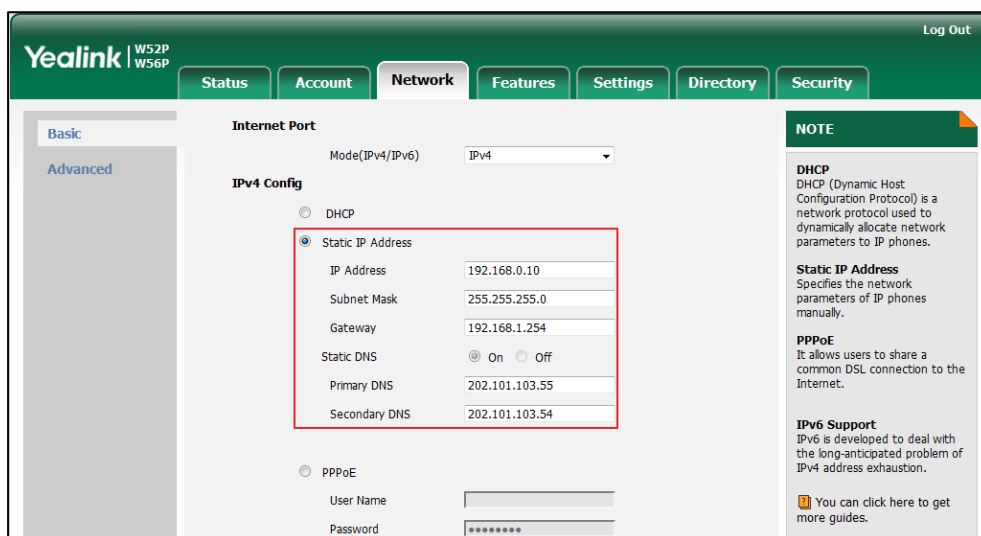 Log Out
Yealink | W52P
W56P
Status Account Network Features Settings Directory Security
Basic
Advanced
Internet Port
Mode(IPv4/IPv6) IPv4
IPv4 Config
DHCP
Static IP Address
IP Address 192.168.0.10
Subnet Mask 255.255.255.0
Gateway 192.168.1.254
Static DNS On Off
Primary DNS 202.101.103.55
Secondary DNS 202.101.103.54
PPPoE
User Name
Password ••••••••
NOTE
DHCP
DHCP (Dynamic Host
Configuration Protocol) is a
network protocol used to
dynamically allocate network
parameters to IP phones.
Static IP Address
Specifies the network
parameters of IP phones
manually.
PPPoE
It allows users to share a
common DSL connection to the
Internet.
IPv6 Support
IPv6 is developed to deal with
the long-anticipated problem of
IPv4 address exhaustion.
? You can click here to get
more guides.